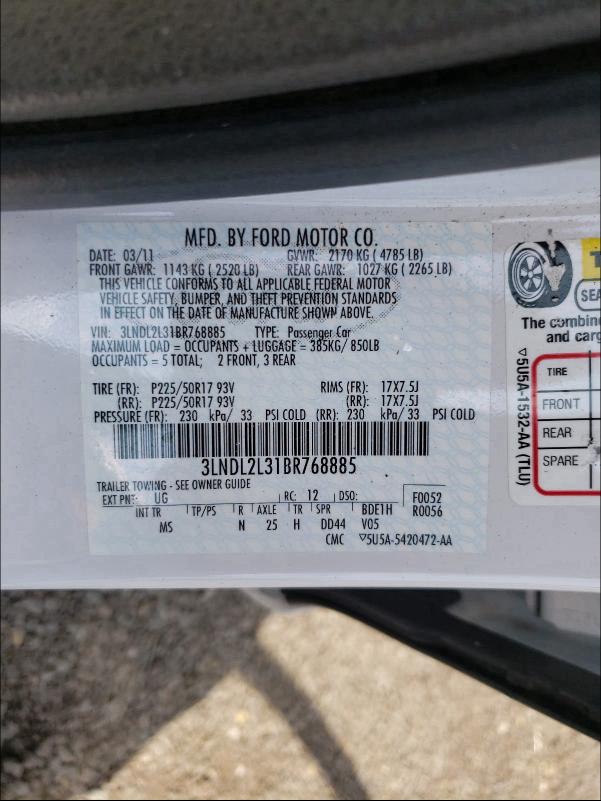 MFD. BY FORD MOTOR CO.
DATE: 03/11 GVWR: 2170 KG ( 4785 LB)
FRONT GAWR: 1143 KG ( 2520 LB) REAR GAWR: 1027 KG ( 2265 LB)
THIS VEHICLE CONFORMS TO ALL APPLICABLE FEDERAL MOTOR
VEHICLE SAFETY, BUMPER, AND THEFT PREVENTION STANDARDS
IN EFFECT ON THE DATE OF MANUFACTURE SHOWN ABOVE.
VIN: 3LNDL2L31BR768885 TYPE: Passenger Car
MAXIMUM LOAD = OCCUPANTS + LUGGAGE = 385KG/ 850LB
OCCUPANTS = 5 TOTAL; 2 FRONT, 3 REAR
TIRE (FR): P225/50R17 93V RIMS (FR): 17X7.5J
(RR): P225/50R17 93V (RR): 17X7.5J
PRESSURE (FR): 230 kPa/ 33 PSI COLD (RR): 230 kPa/ 33 PSI COLD
3LNDL2L31BR768885
TRAILER TOWING - SEE OWNER GUIDE
EXT PNT: UG RC: 12 DSO: F0052
INT TR TP/PS R AXLE TR SPR BDE1H R0056
MS N 25 H DD44 V05
CMC ▽5U5A-5420472-AA
T
SEA
The combine
and carg
TIRE
FRONT
REAR
SPARE
▽5U5A-1532-AA (TLU)